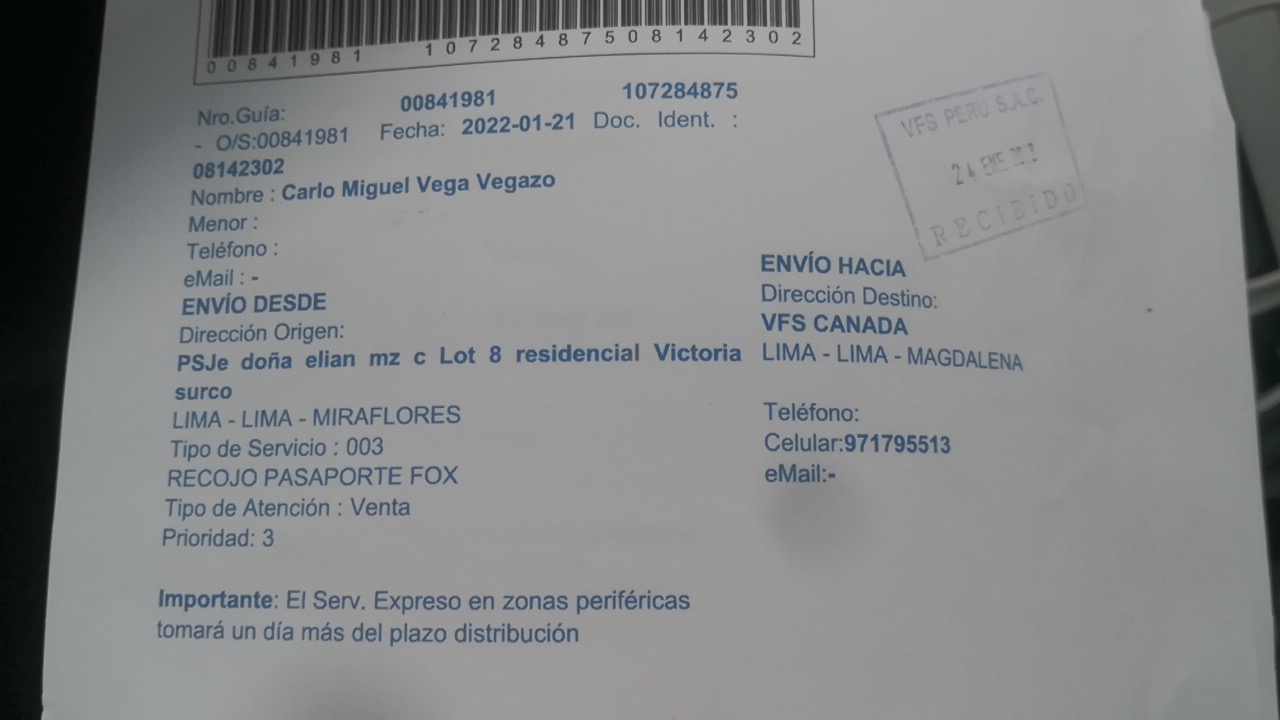 00841981 10728487508142302
Nro.Guía: 00841981 107284875
- O/S:00841981 Fecha: 2022-01-21 Doc. Ident. :
08142302
Nombre : Carlo Miguel Vega Vegazo
Menor :
Teléfono :
eMail : -
ENVÍO DESDE
Dirección Origen:
PSJe doña elian mz c Lot 8 residencial Victoria
surco
LIMA - LIMA - MIRAFLORES
Tipo de Servicio : 003
RECOJO PASAPORTE FOX
Tipo de Atención : Venta
Prioridad: 3
VFS PERU S.A.C.
24 ENE
RECIBIDO
ENVÍO HACIA
Dirección Destino:
VFS CANADA
LIMA - LIMA - MAGDALENA
Teléfono:
Celular:971795513
eMail:-
Importante: El Serv. Expreso en zonas periféricas
tomará un día más del plazo distribución